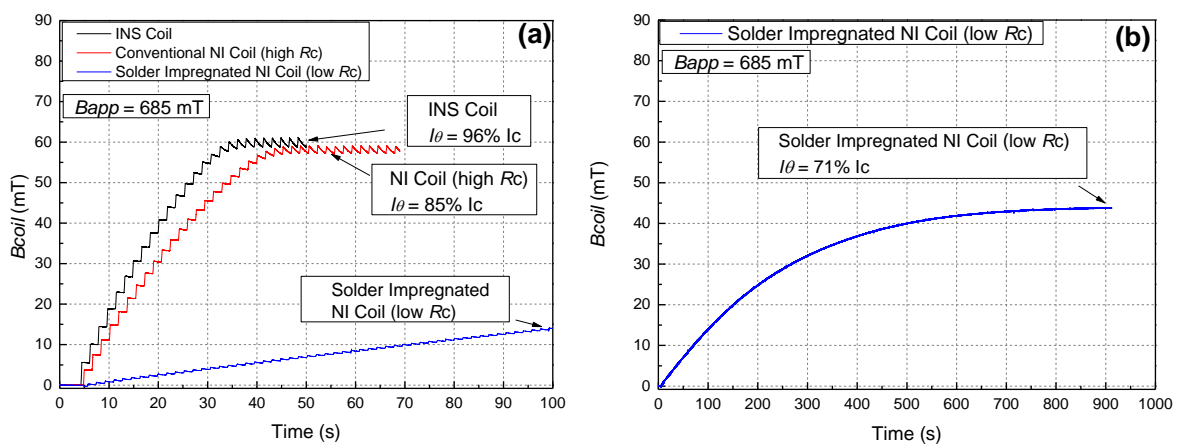 (a)
INS Coil
Conventional NI Coil (high Rc)
Solder Impregnated NI Coil (low Rc)
Bapp = 685 mT
INS Coil
Iθ = 96% Ic
NI Coil (high Rc)
Iθ = 85% Ic
Solder Impregnated
NI Coil (low Rc)
Bcoil (mT)
90
80
70
60
50
40
30
20
10
0
0 10 20 30 40 50 60 70 80 90 100
Time (s)
(b)
Solder Impregnated NI Coil (low Rc)
Bapp = 685 mT
Solder Impregnated NI Coil (low Rc)
Iθ = 71% Ic
Bcoil (mT)
90
80
70
60
50
40
30
20
10
0
0 100 200 300 400 500 600 700 800 900 1000
Time (s)